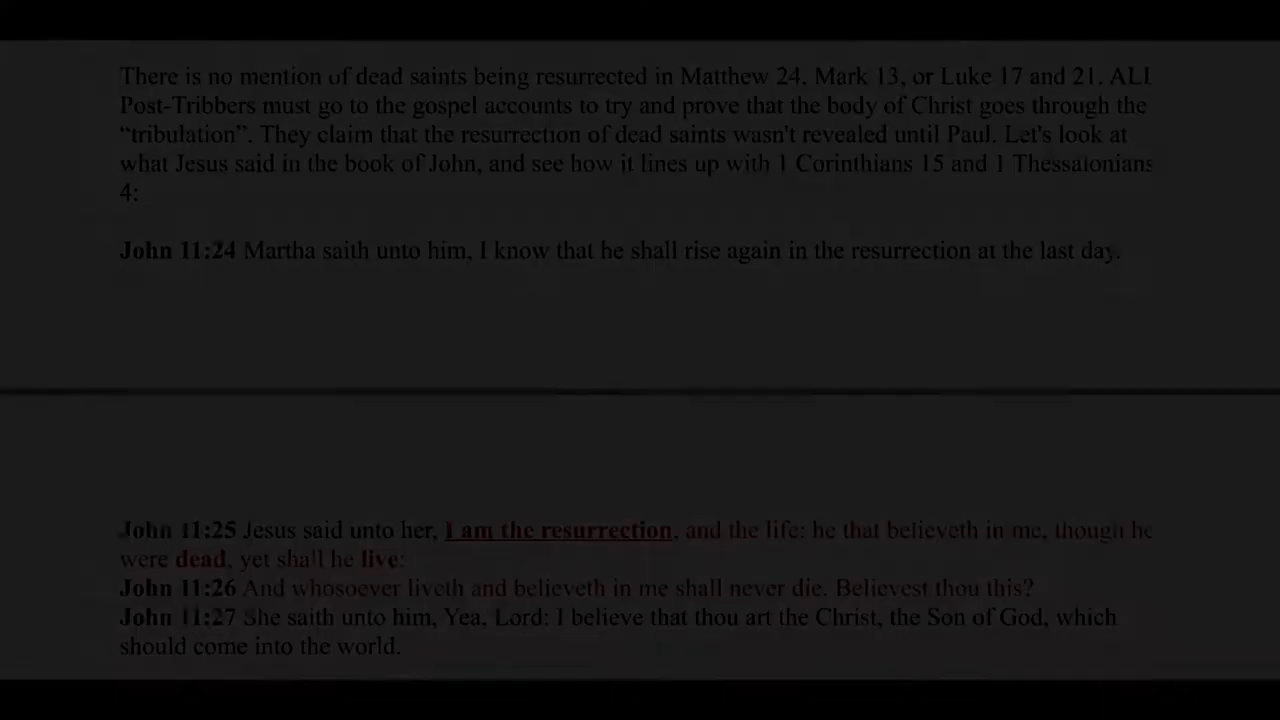 There is no mention of dead saints being resurrected in Matthew 24, Mark 13, or Luke 17 and 21. ALL
Post-Tribbers must go to the gospel accounts to try and prove that the body of Christ goes through the
“tribulation”. They claim that the resurrection of dead saints wasn't revealed until Paul. Let's look at
what Jesus said in the book of John, and see how it lines up with 1 Corinthians 15 and 1 Thessalonians
4:
John 11:24 Martha saith unto him, I know that he shall rise again in the resurrection at the last day.
John 11:25 Jesus said unto her, I am the resurrection, and the life: he that believeth in me, though he
were dead, yet shall he live:
John 11:26 And whosoever liveth and believeth in me shall never die. Believest thou this?
John 11:27 She saith unto him, Yea, Lord: I believe that thou art the Christ, the Son of God, which
should come into the world.